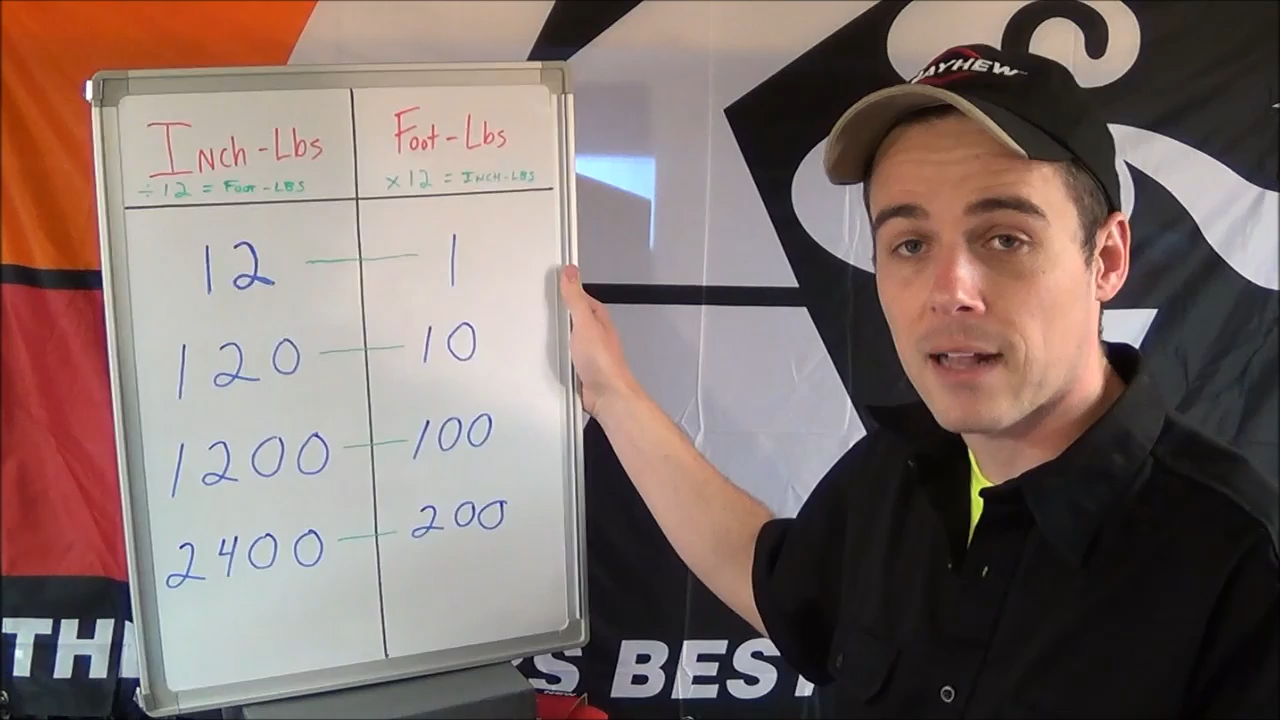 Inch-Lbs
÷12 = Foot-LBS
12
120
1200
2400
Foot-Lbs
x12 = INCH-LBS
1
10
100
200
MAYHEW
BEST